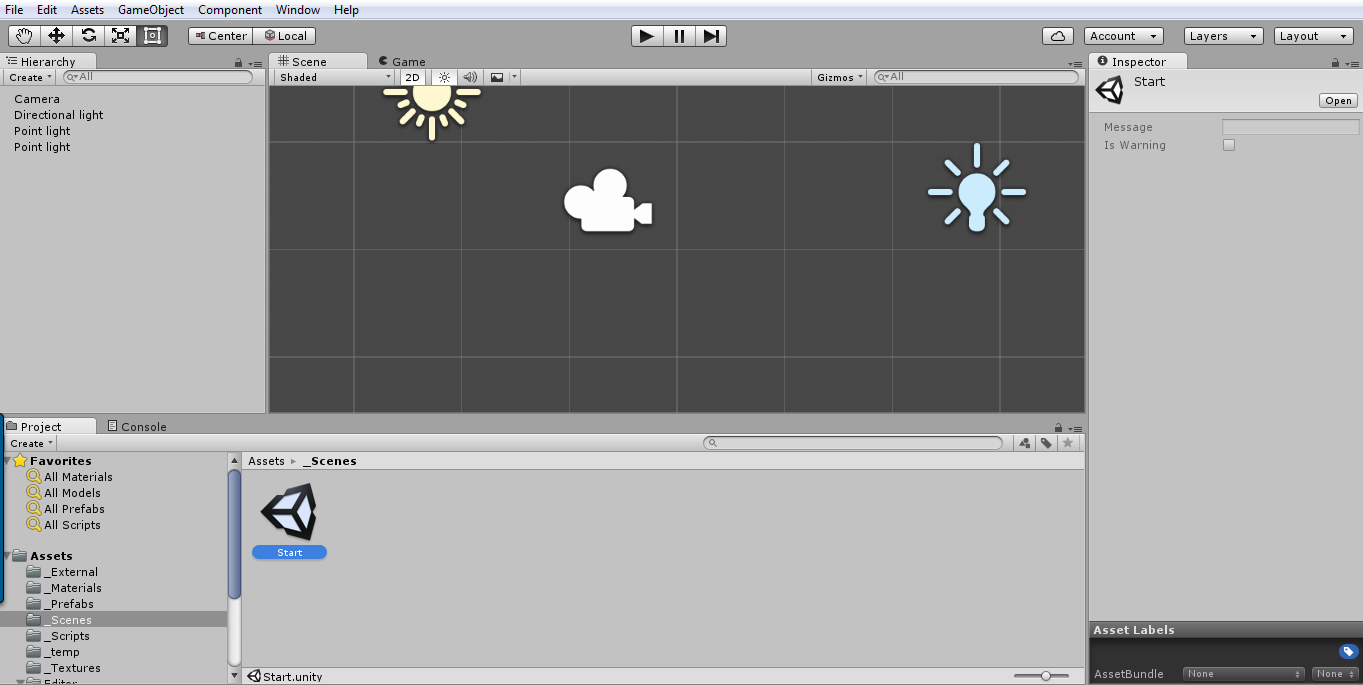 File Edit Assets GameObject Component Window Help
Center Local Account Layers Layout
Hierarchy
Create All
Camera
Directional light
Point light
Point light
Scene Game
Shaded 2D Gizmos All
Inspector
Start
Open
Message
Is Warning
Project Console
Create
Favorites
All Materials
All Models
All Prefabs
All Scripts
Assets
_External
_Materials
_Prefabs
_Scenes
_Scripts
_temp
_Textures
Editor
Assets _Scenes
Start
Start.unity
Asset Labels
AssetBundle None None